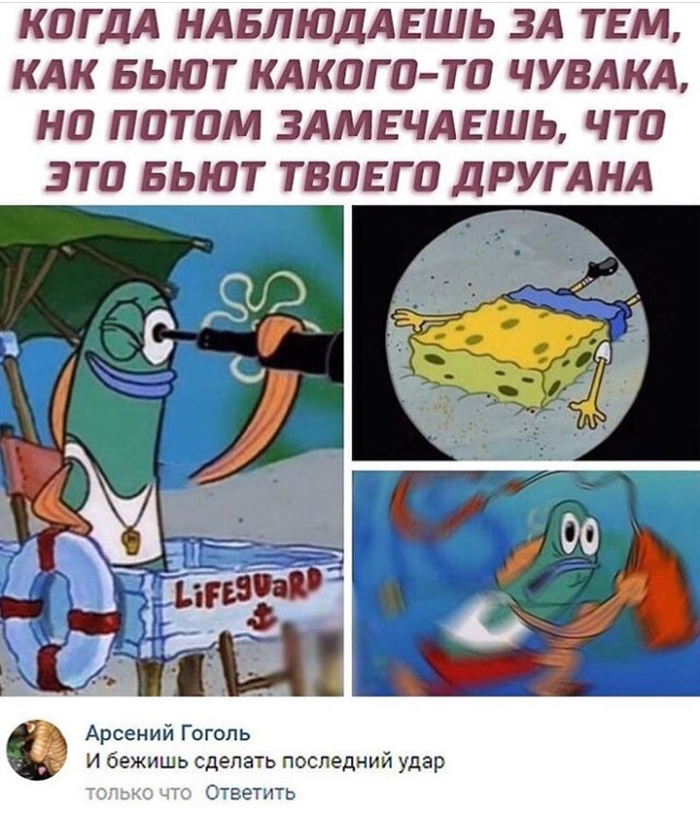 КОГДА НАБЛЮДАЕШЬ ЗА ТЕМ,
КАК БЬЮТ КАКОГО-ТО ЧУВАКА,
НО ПОТОМ ЗАМЕЧАЕШЬ, ЧТО
ЭТО БЬЮТ ТВОЕГО ДРУГАНА
LiFEGUaRD
Арсений Гоголь
И бежишь сделать последний удар
только что Ответить